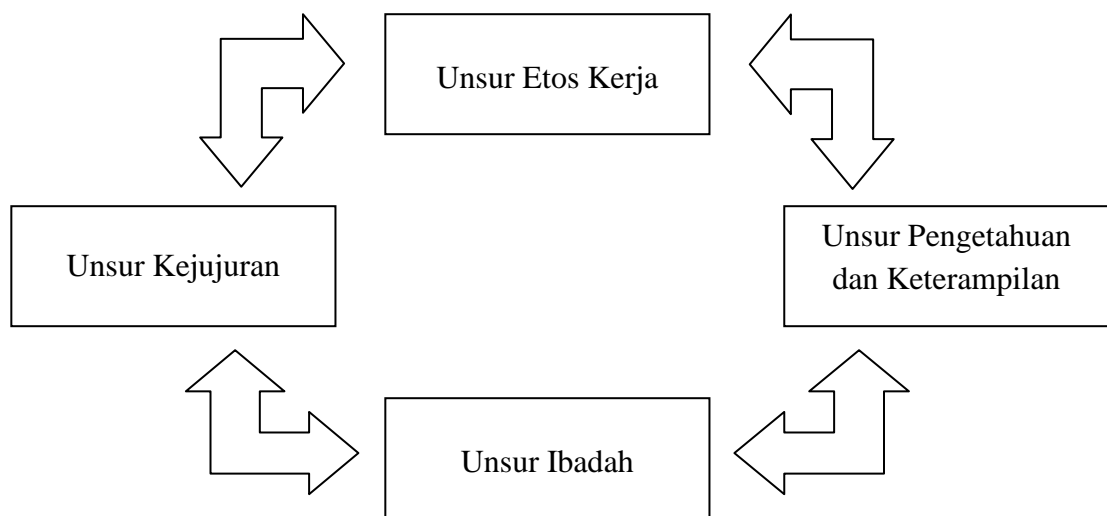 Unsur Etos Kerja
Unsur Kejujuran
Unsur Pengetahuan
dan Keterampilan
Unsur Ibadah